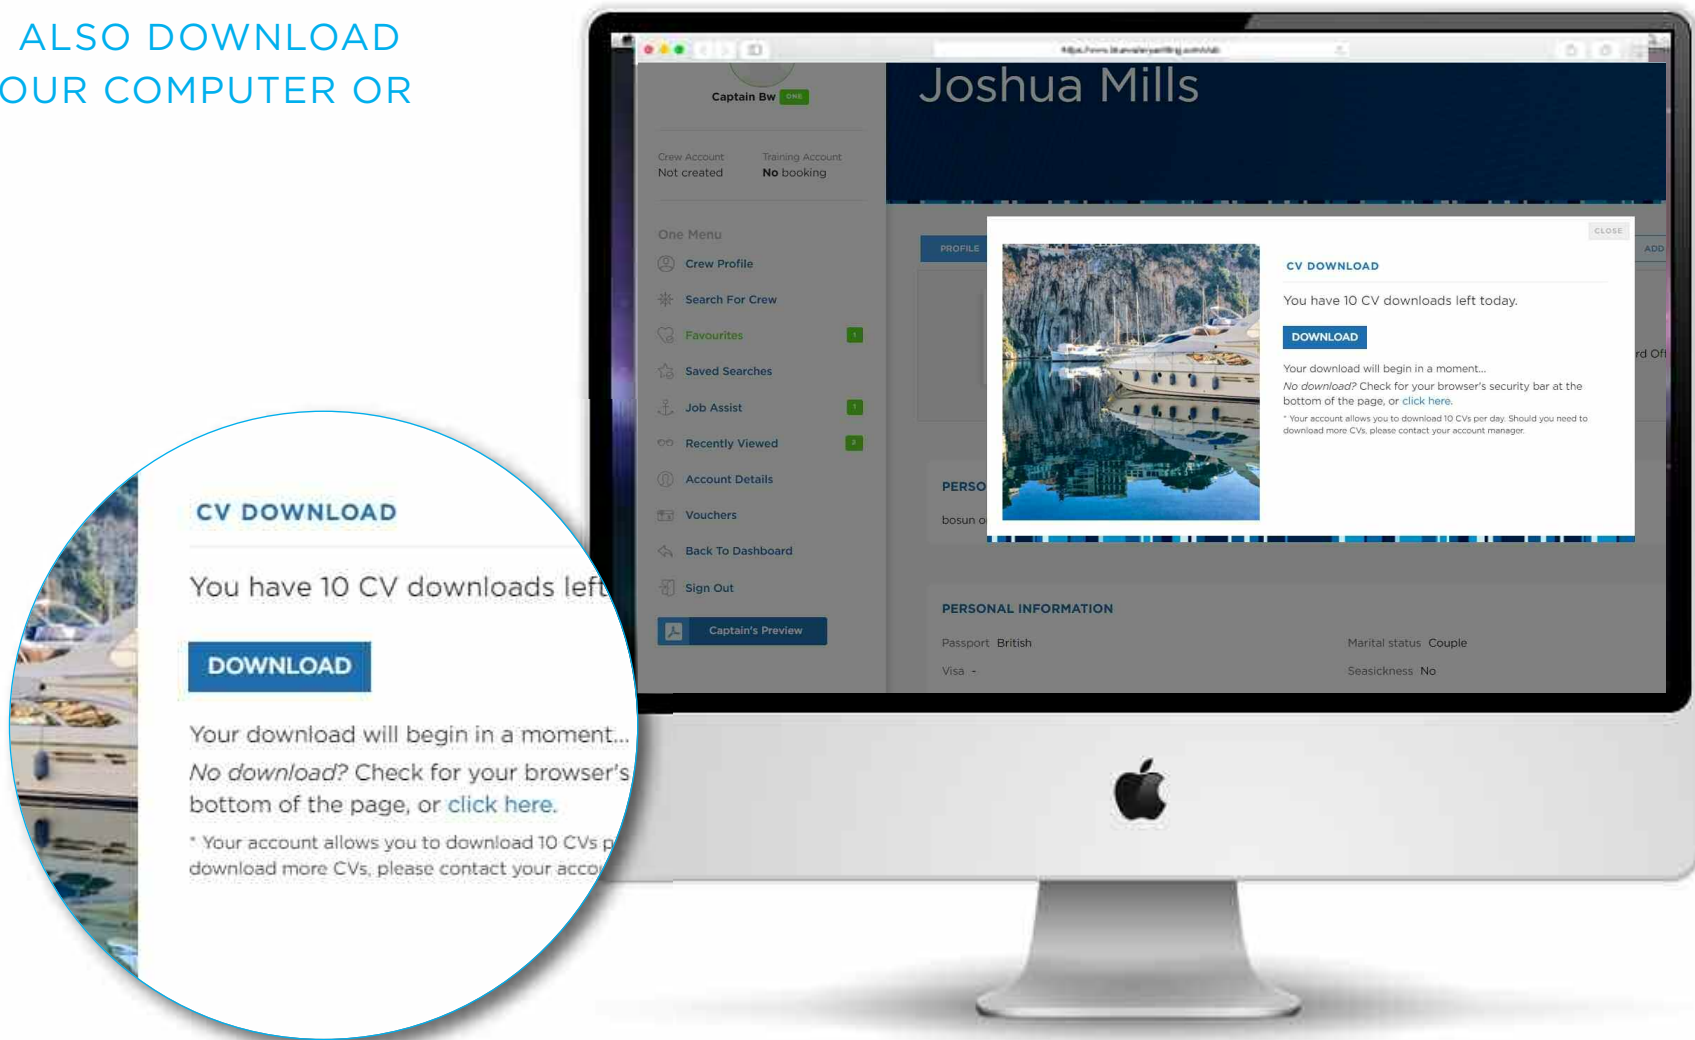 ALSO DOWNLOAD
OUR COMPUTER OR
Captain Bw ONE
Crew Account Training Account
Not created No booking
One Menu
Crew Profile
Search For Crew
Favourites 1
Saved Searches
Job Assist 1
Recently Viewed
Account Details
Vouchers
Back To Dashboard
Sign Out
Captain's Preview
Joshua Mills
PROFILE
ADD
CLOSE
CV DOWNLOAD
You have 10 CV downloads left today.
DOWNLOAD
Your download will begin in a moment...
No download? Check for your browser's security bar at the
bottom of the page, or click here.
* Your account allows you to download 10 CVs per day. Should you need to
download more CVs, please contact your account manager.
rd Off
PERSO
bosun o
PERSONAL INFORMATION
Passport British
Marital status Couple
Visa -
Seasickness No
CV DOWNLOAD
You have 10 CV downloads left
DOWNLOAD
Your download will begin in a moment...
No download? Check for your browser's
bottom of the page, or click here.
* Your account allows you to download 10 CVs p
download more CVs, please contact your acco